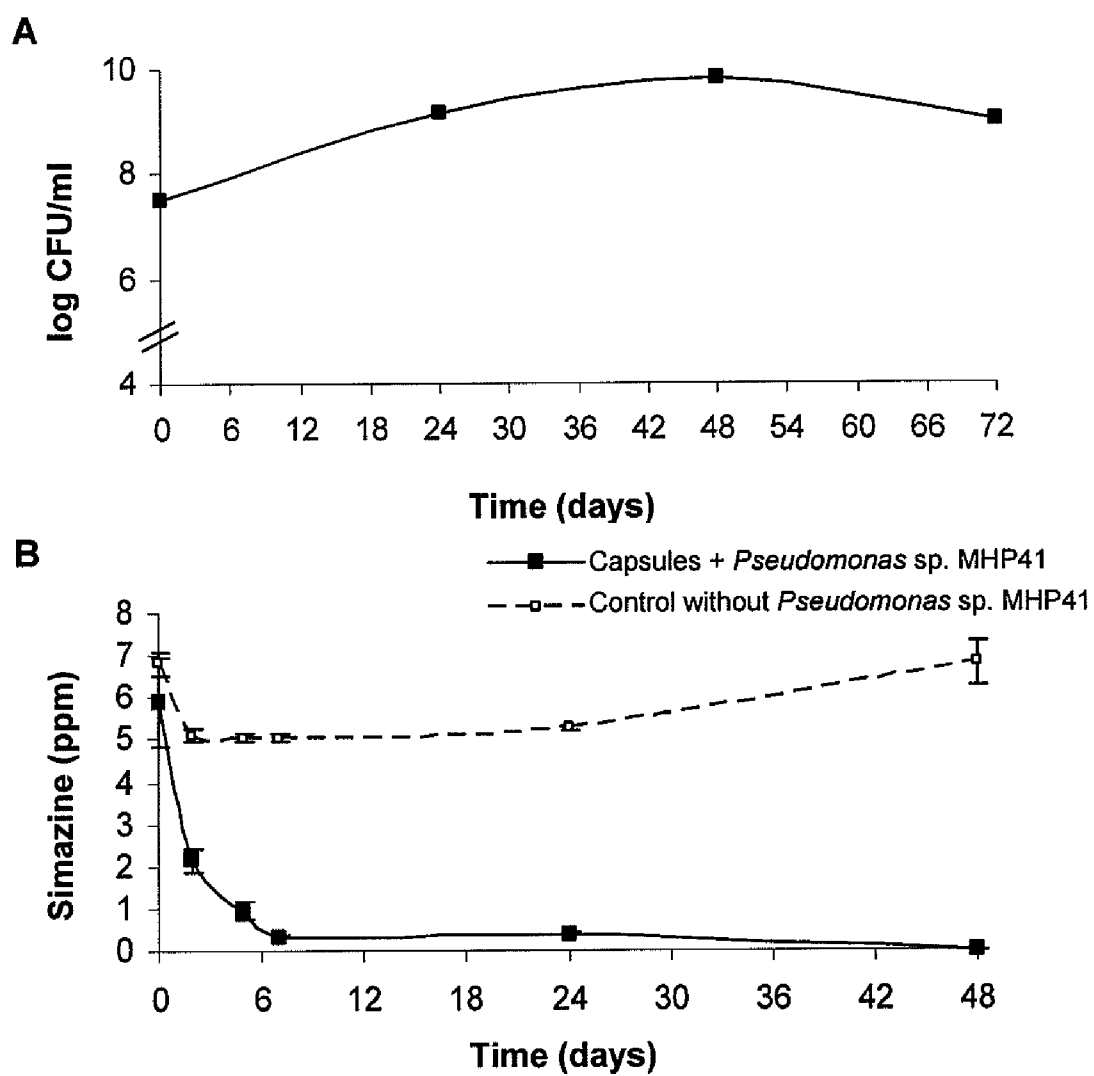 A
10
8
6
4
log CFU/ml
0 6 12 18 24 30 36 42 48 54 60 66 72
Time (days)
B
Capsules + Pseudomonas sp. MHP41
Control without Pseudomonas sp. MHP41
8
7
6
5
4
3
2
1
0
Simazine (ppm)
0 6 12 18 24 30 36 42 48
Time (days)